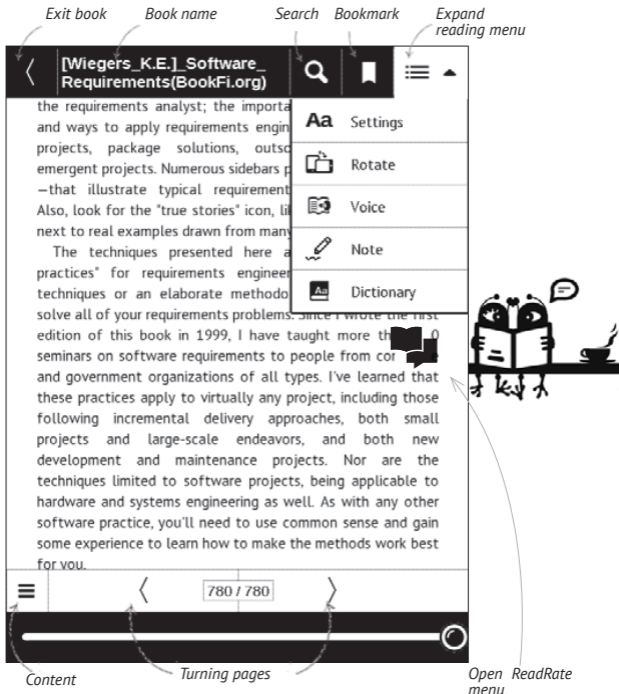 Exit book Book name Search Bookmark Expand
reading menu
[Wiegers_K.E.]_Software_
Requirements(BookFi.org)
the requirements analyst; the importa
and ways to apply requirements engin
projects, package solutions, outsc
emergent projects. Numerous sidebars p
—that illustrate typical requirement
Also, look for the "true stories" icon, li
next to real examples drawn from many
The techniques presented here a
practices" for requirements engineer
techniques or an elaborate methodo
solve all of your requirements problems. Since I wrote the first
edition of this book in 1999, I have taught more th 0
seminars on software requirements to people from cor e
and government organizations of all types. I've learned that
these practices apply to virtually any project, including those
following incremental delivery approaches, both small
projects and large-scale endeavors, and both new
development and maintenance projects. Nor are the
techniques limited to software projects, being applicable to
hardware and systems engineering as well. As with any other
software practice, you'll need to use common sense and gain
some experience to learn how to make the methods work best
for you.
Aa Settings
Rotate
Voice
Note
Aa Dictionary
780 / 780
Content
Turning pages
Open ReadRate
menu